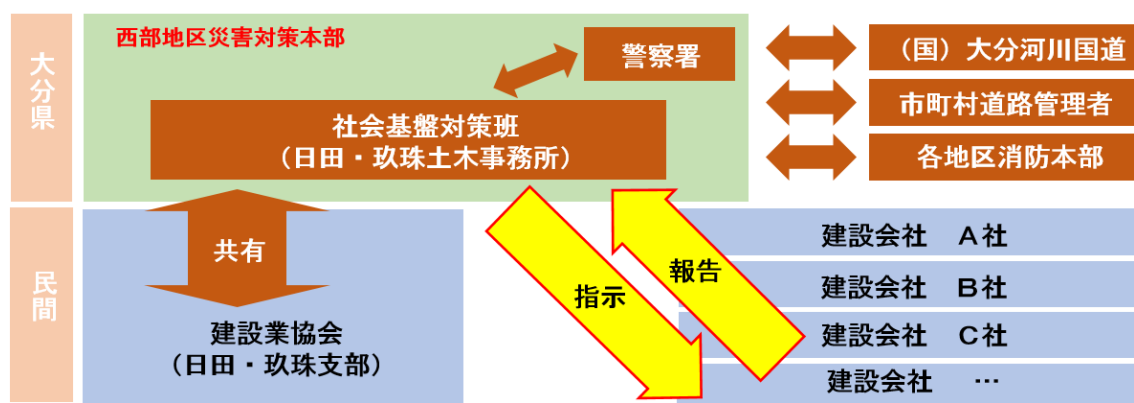 大分県
西部地区災害対策本部
警察署
社会基盤対策班
（日田・玖珠土木事務所）
（国）大分河川国道
市町村道路管理者
各地区消防本部
民間
共有
建設業協会
（日田・玖珠支部）
指示
報告
建設会社　Ａ社
建設会社　Ｂ社
建設会社　Ｃ社
建設会社　…